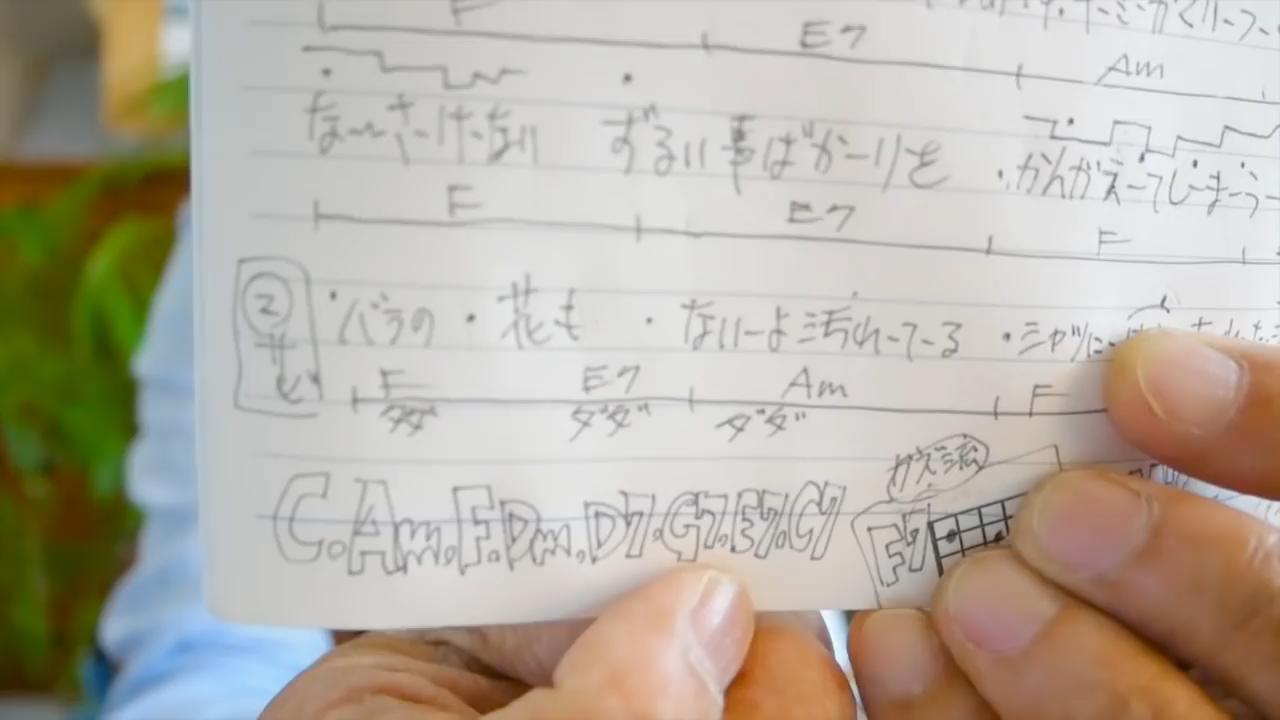 F E7 Am
な〜さ-け-ない ずるい事ばかーりを ・かんがえーてしーまうー
F E7 F
② サビ ・バラの ・花も ・ないーよ 汚れーてーる ・シャツに
F E7 Am F
ダダ ダダ ダダ
がズ流
C.Am.F.Dm.D7.G7.E7.C7 F7